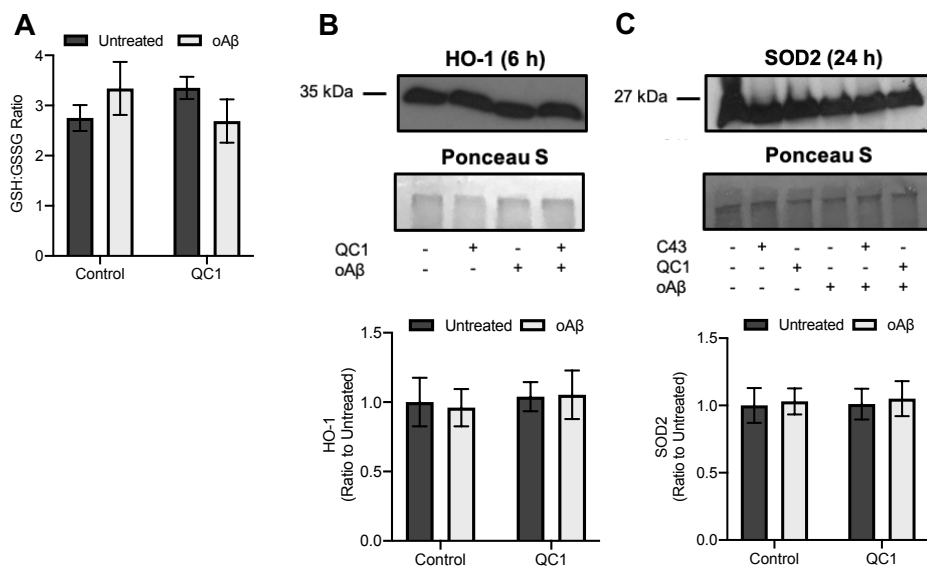 A
Untreated oAβ
GSH:GSSG Ratio
4
3
2
1
0
Control QC1
B
HO-1 (6 h)
35 kDa
Ponceau S
QC1 - + - +
oAβ - - + +
Untreated oAβ
HO-1
(Ratio to Untreated)
1.5
1.0
0.5
0.0
Control QC1
C
SOD2 (24 h)
27 kDa
Ponceau S
C43 - + - - + -
QC1 - - + - - +
oAβ - - - + + +
Untreated oAβ
SOD2
(Ratio to Untreated)
1.5
1.0
0.5
0.0
Control QC1